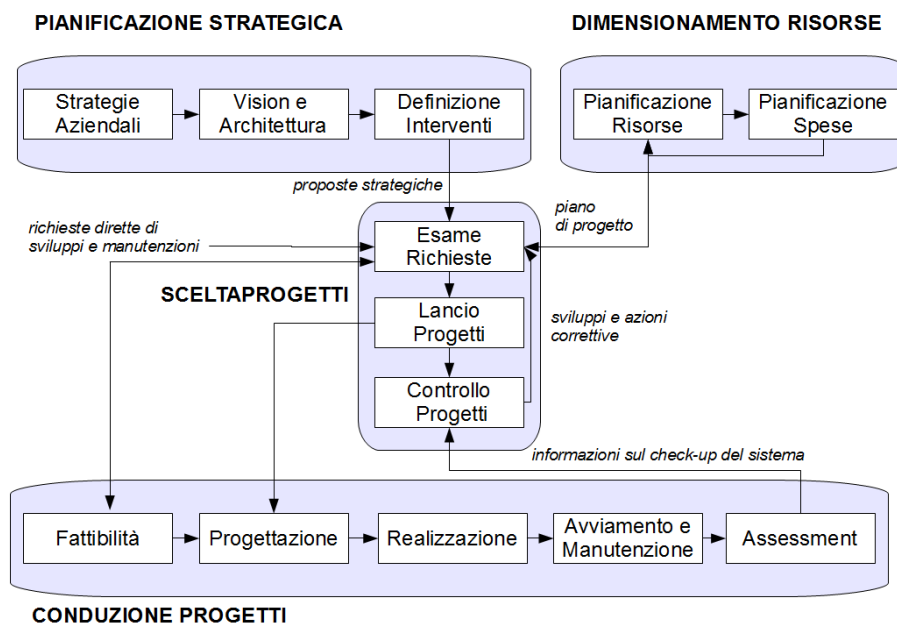 PIANIFICAZIONE STRATEGICA
DIMENSIONAMENTO RISORSE
Strategie
Aziendali
Vision e
Architettura
Definizione
Interventi
Pianificazione
Risorse
Pianificazione
Spese
proposte strategiche
richieste dirette di
sviluppi e manutenzioni
piano
di progetto
Esame
Richieste
SCELTAPROGETTI
Lancio
Progetti
sviluppi e azioni
correttive
Controllo
Progetti
informazioni sul check-up del sistema
Fattibilità
Progettazione
Realizzazione
Avviamento e
Manutenzione
Assessment
CONDUZIONE PROGETTI